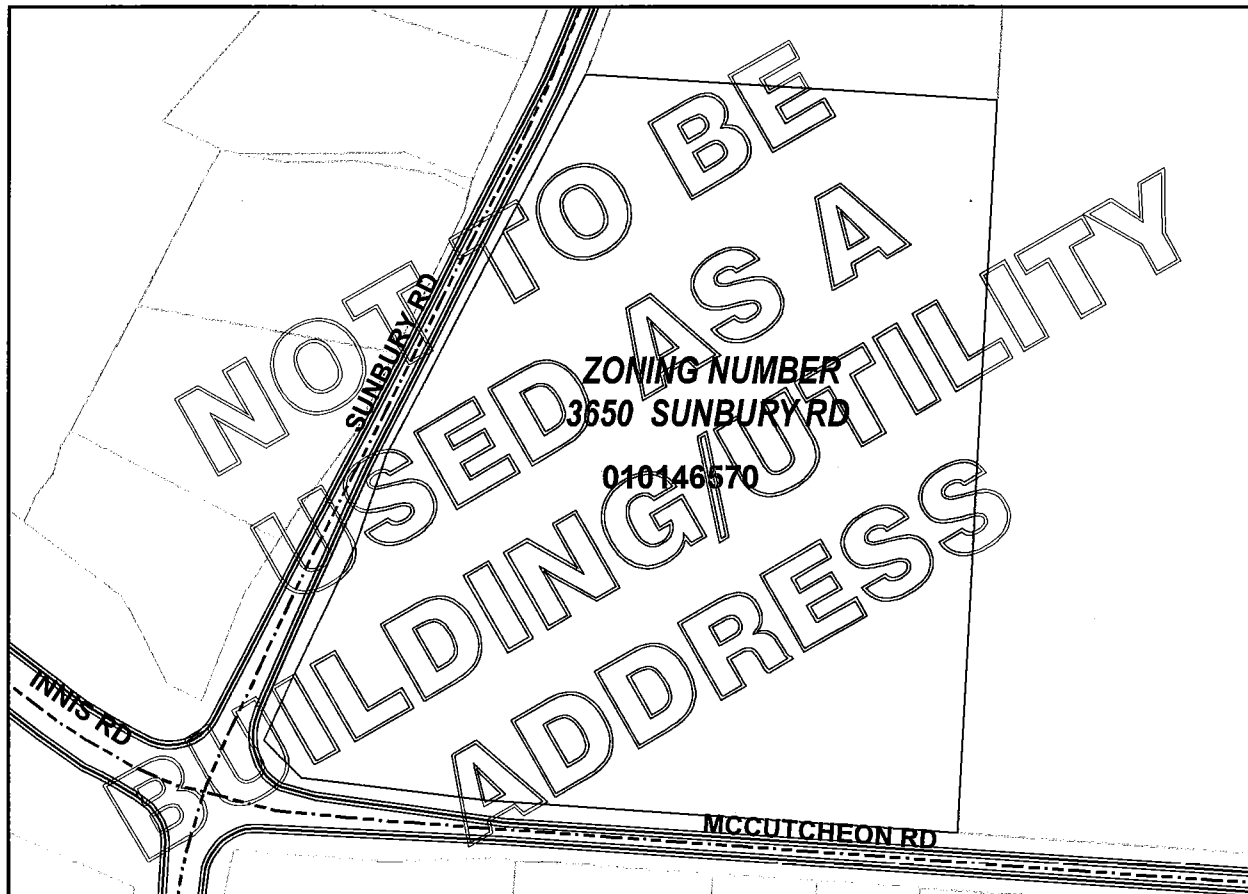 NOT TO BE
USED AS A
BUILDING/UTILITY
ADDRESS
SUNBURY RD
ZONING NUMBER
3650 SUNBURY RD
010146570
INNIS RD
MCCUTCHEON RD